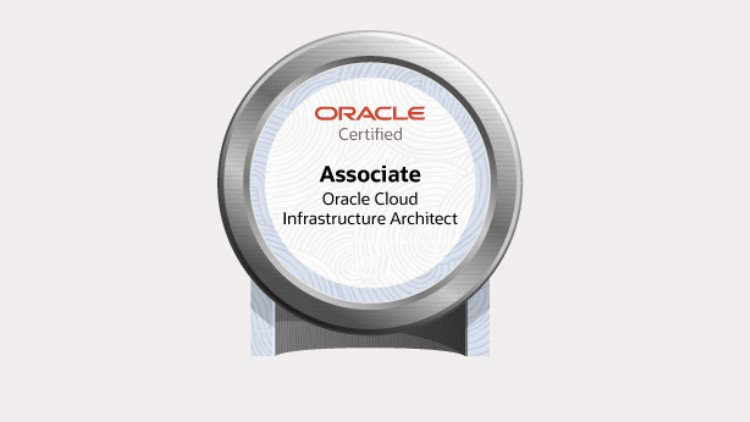 ORACLE
Certified
Associate
Oracle Cloud
Infrastructure Architect